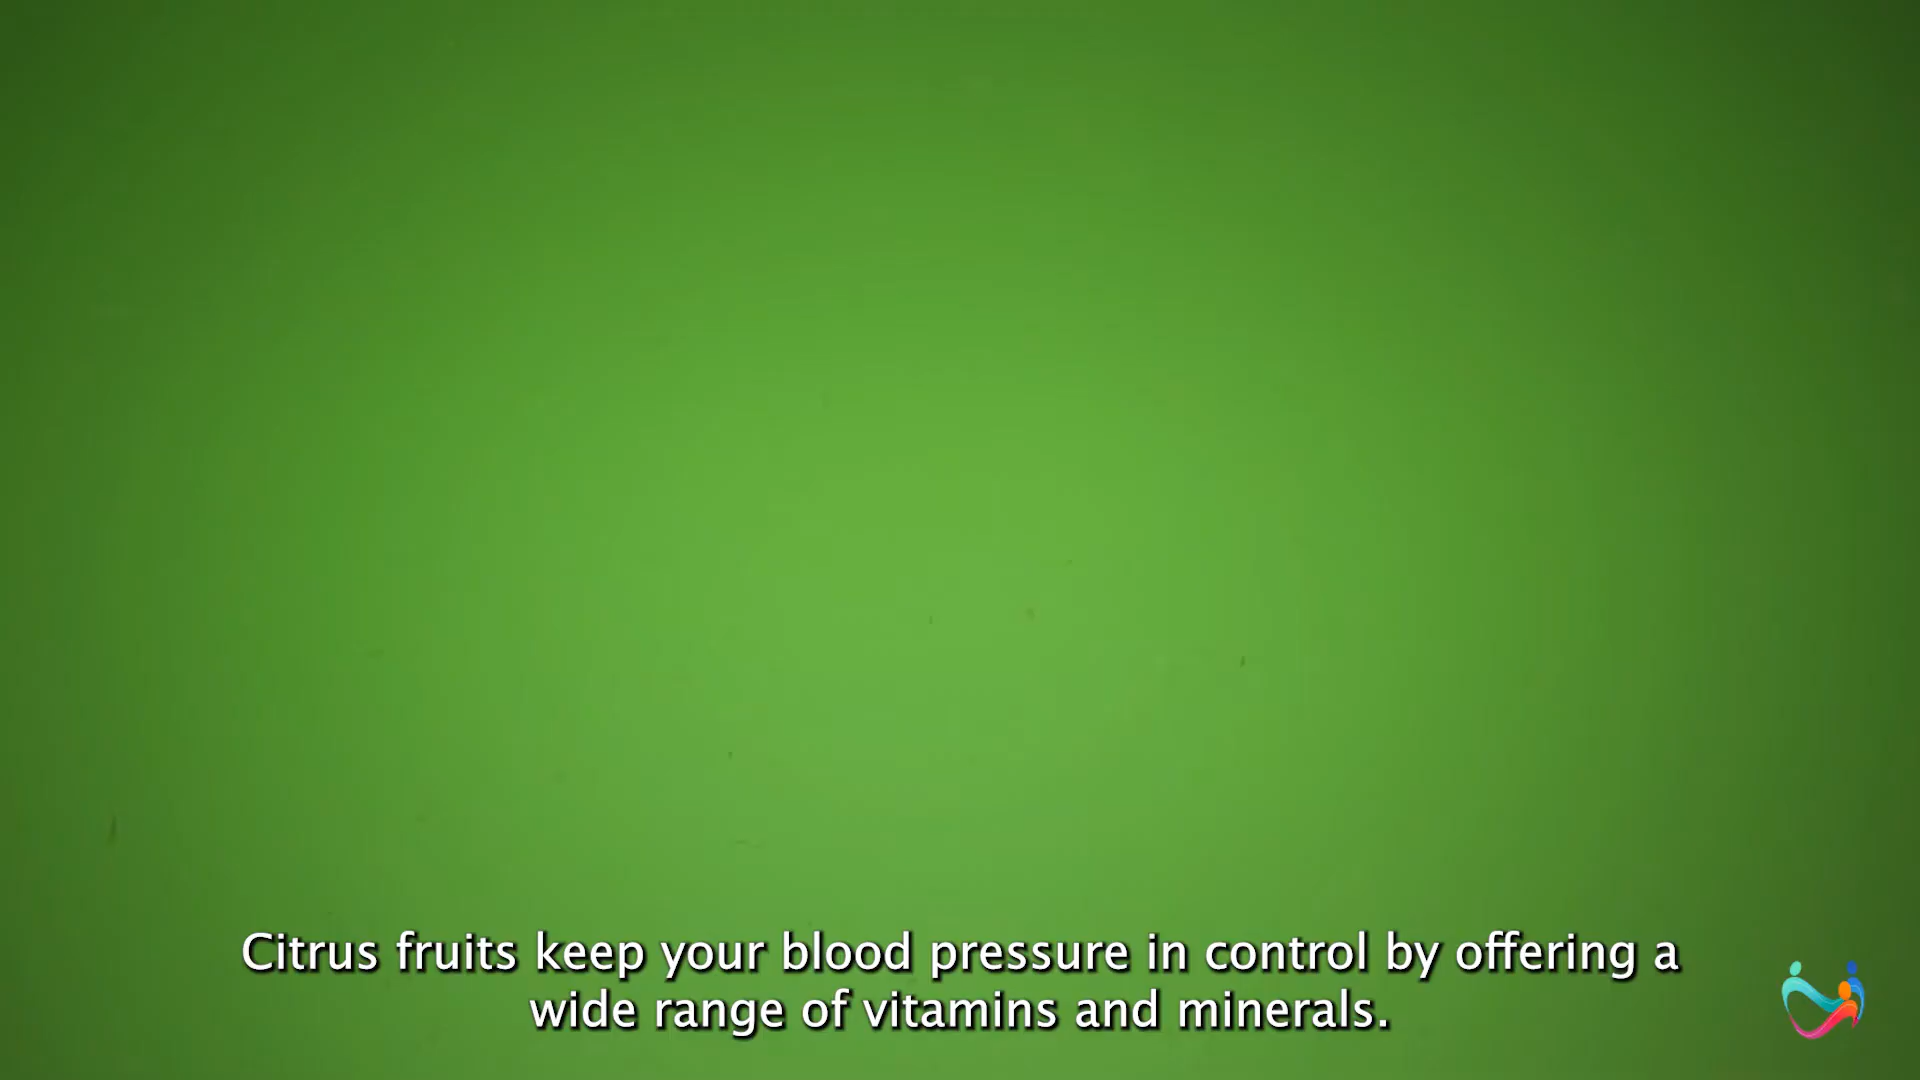 Citrus fruits keep your blood pressure in control by offering a
wide range of vitamins and minerals.